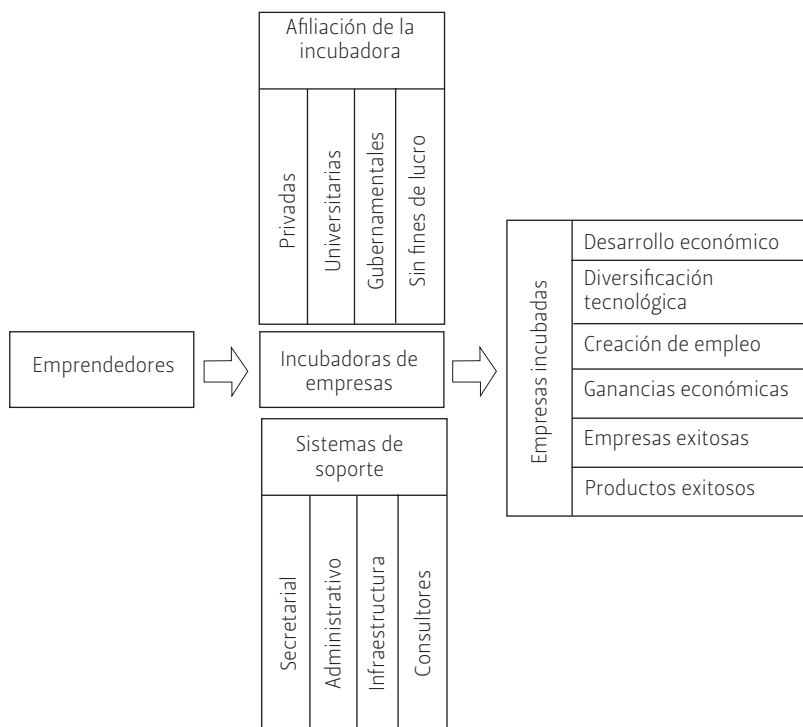 Afiliación de la
incubadora
Privadas
Universitarias
Gubernamentales
Sin fines de lucro
Emprendedores
Incubadoras de
empresas
Sistemas de
soporte
Secretarial
Administrativo
Infraestructura
Consultores
Empresas incubadas
Desarrollo económico
Diversificación
tecnológica
Creación de empleo
Ganancias económicas
Empresas exitosas
Productos exitosos